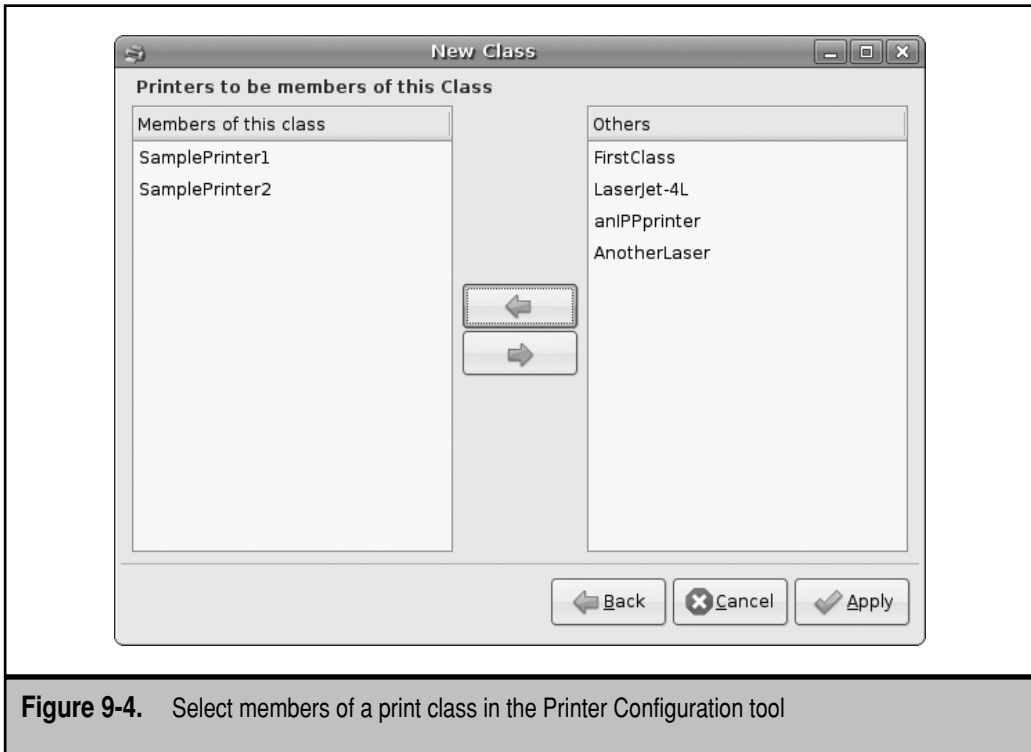 New Class
Printers to be members of this Class
Members of this class
SamplePrinter1
SamplePrinter2
Others
FirstClass
LaserJet-4L
anIPPprinter
AnotherLaser
Back
Cancel
Apply
Figure 9-4. Select members of a print class in the Printer Configuration tool